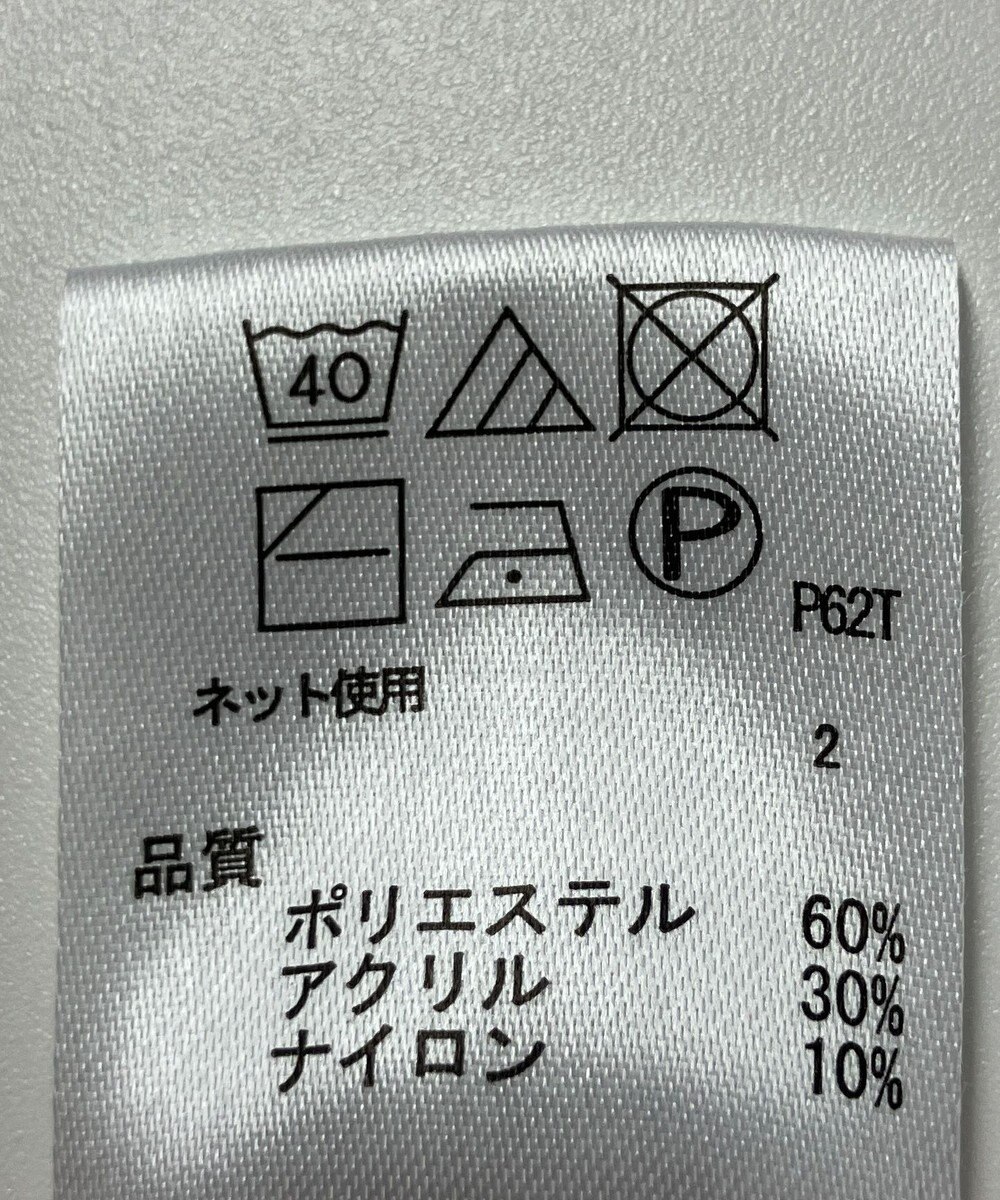 40
P
P62T
ネット使用
2
品質
ポリエステル 60%
アクリル 30%
ナイロン 10%